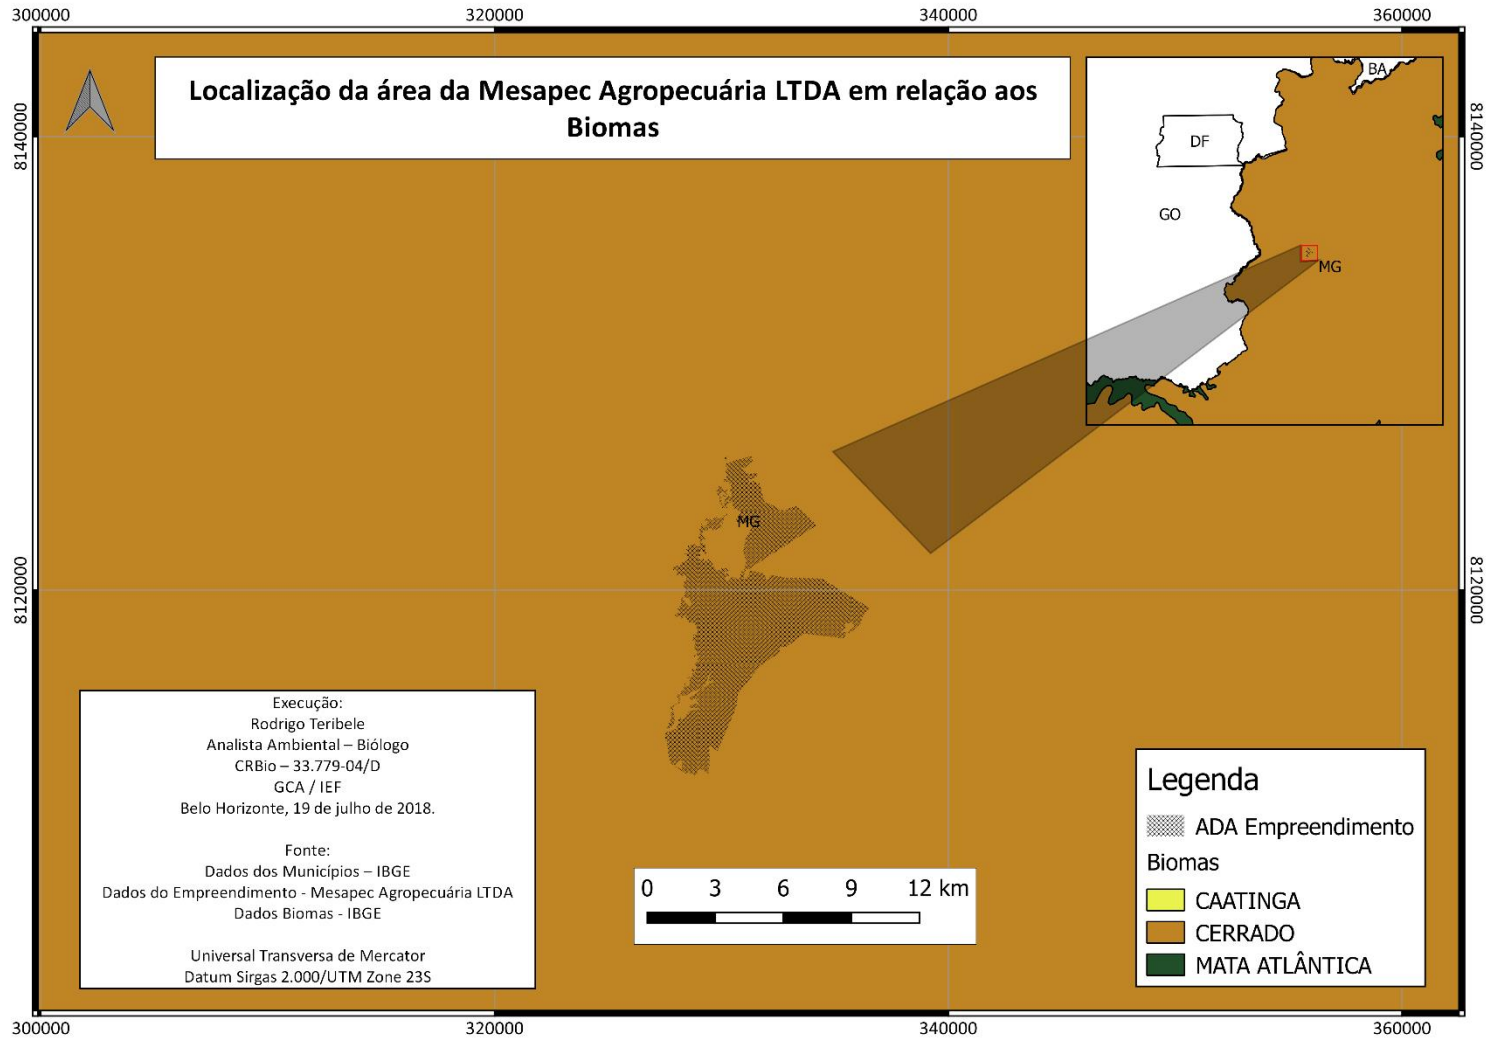 300000
320000
340000
360000
Localização da área da Mesapec Agropecuária LTDA em relação aos
Biomas
8140000
8140000
BA
DF
GO
MG
MG
8120000
8120000
Execução:
Rodrigo Teribele
Analista Ambiental – Biólogo
CRBio – 33.779-04/D
GCA / IEF
Belo Horizonte, 19 de julho de 2018.
Fonte:
Dados dos Municípios – IBGE
Dados do Empreendimento - Mesapec Agropecuária LTDA
Dados Biomas - IBGE
Universal Transversa de Mercator
Datum Sirgas 2.000/UTM Zone 23S
0 3 6 9 12 km
Legenda
ADA Empreendimento
Biomas
CAATINGA
CERRADO
MATA ATLÂNTICA
300000
320000
340000
360000